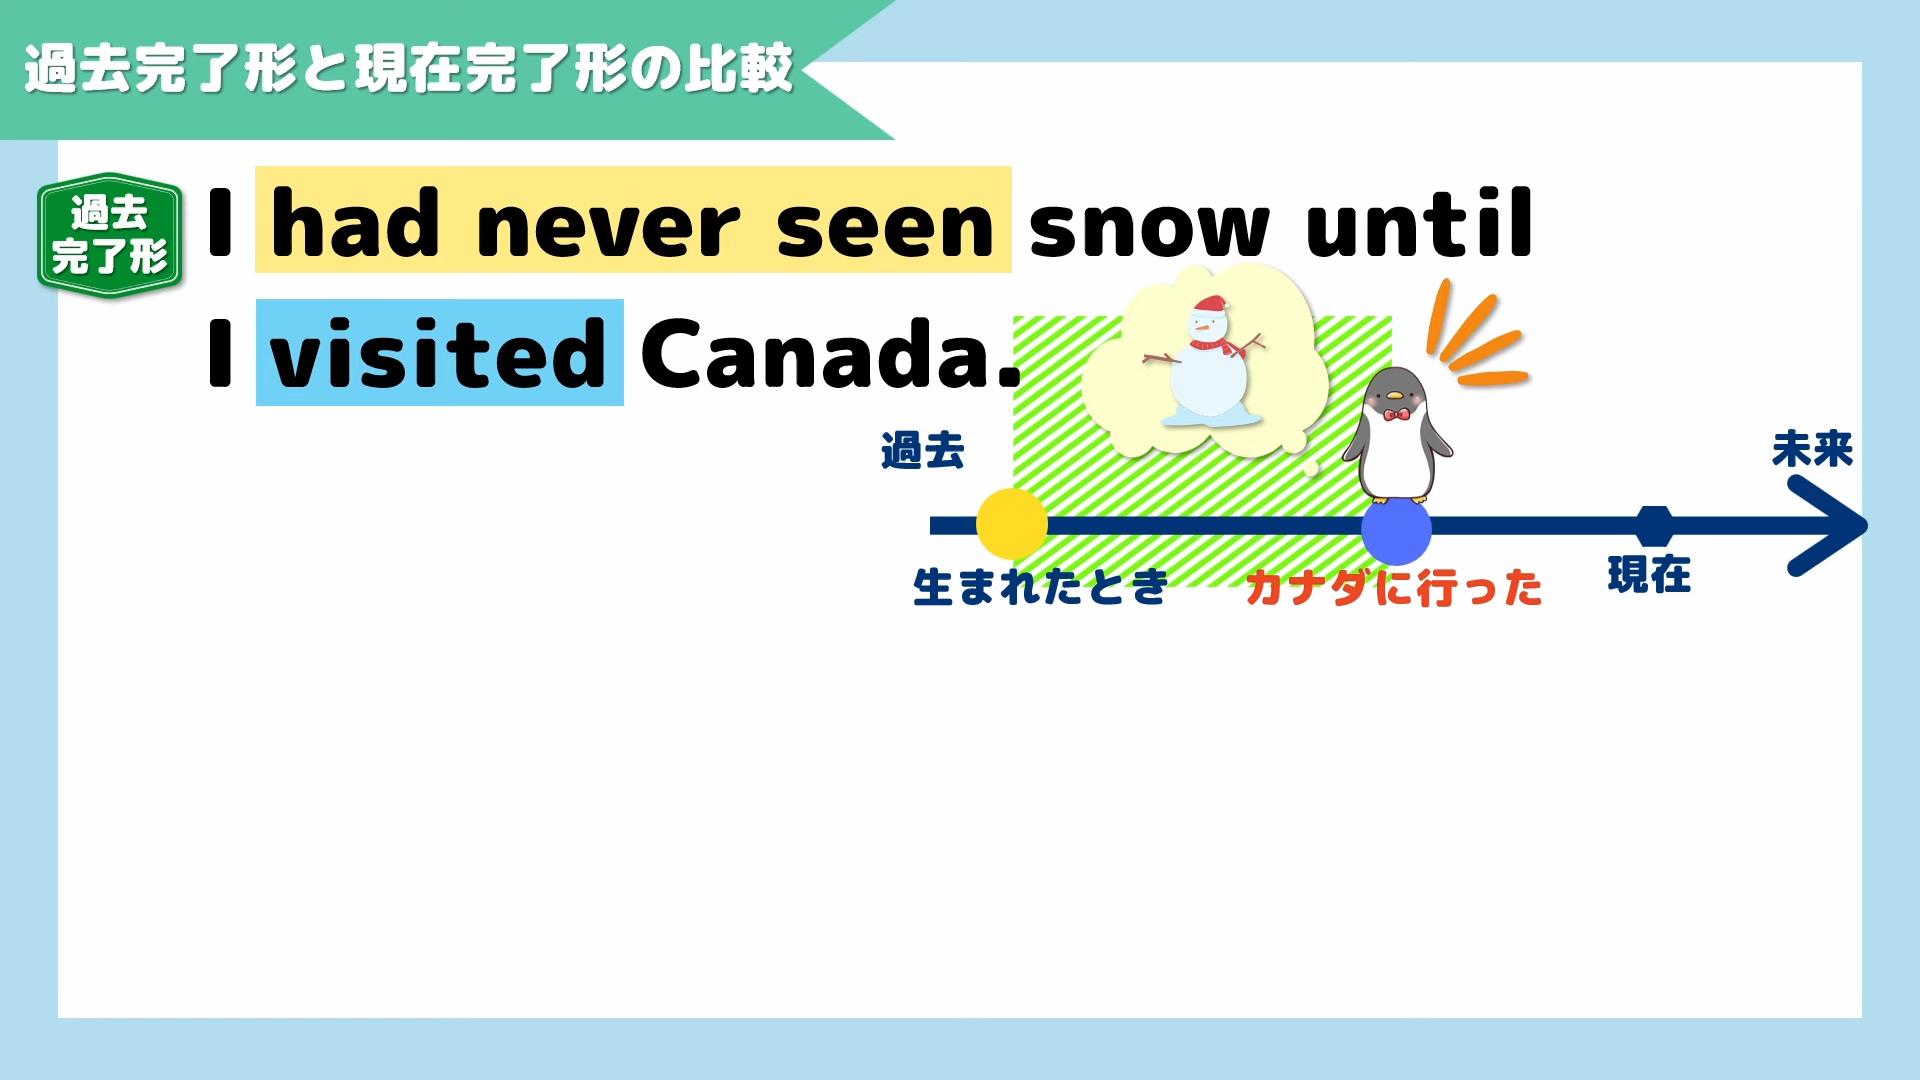 過去完了形と現在完了形の比較
過去
完了形
I had never seen snow until
I visited Canada.
過去
未来
生まれたとき
カナダに行った
現在